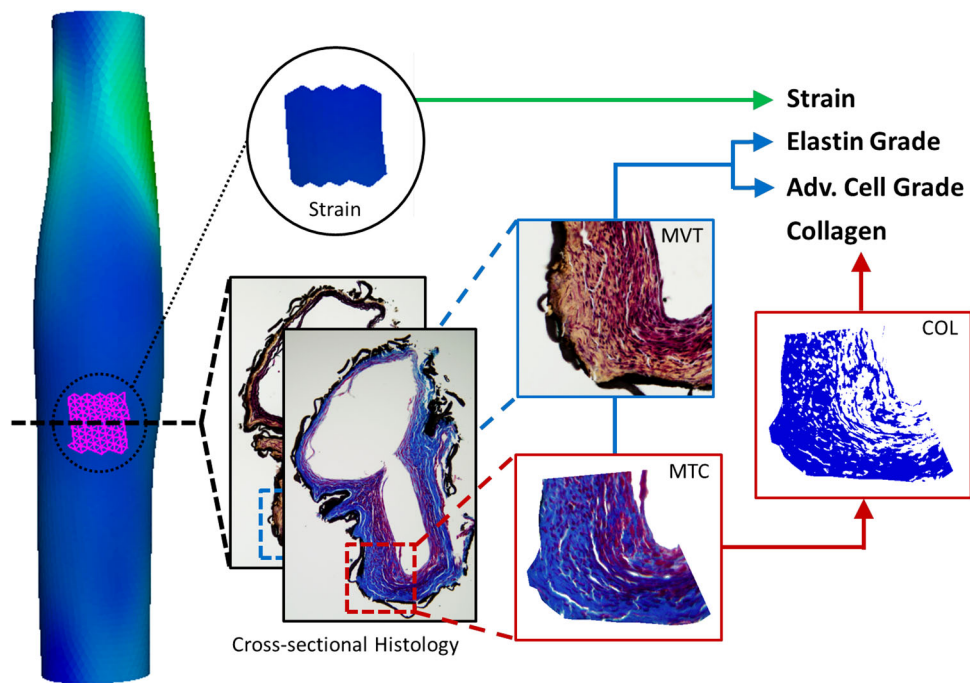 Strain
Elastin Grade
Adv. Cell Grade
Collagen
Strain
MVT
COL
MTC
Cross-sectional Histology